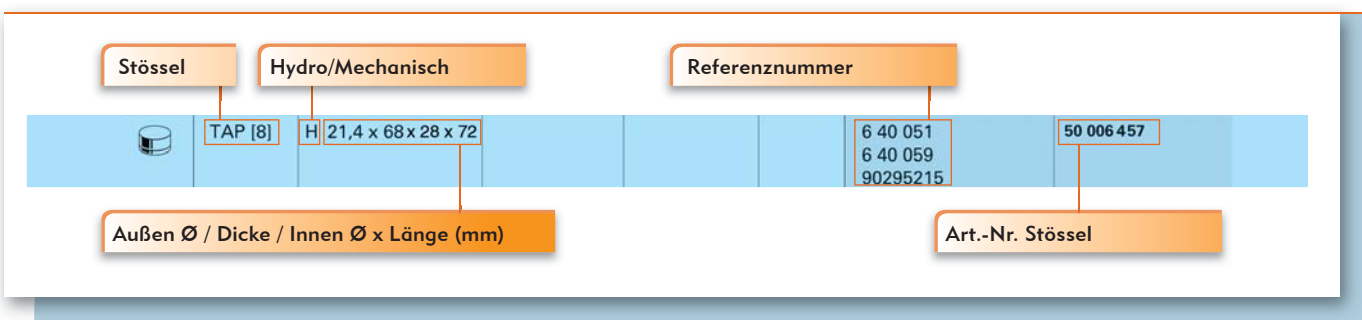 Stössel
Hydro/Mechanisch
Referenznummer
TAP [8]
H
21,4 x 68 x 28 x 72
6 40 051
6 40 059
90295215
50 006 457
Außen Ø / Dicke / Innen Ø x Länge (mm)
Art.-Nr. Stössel